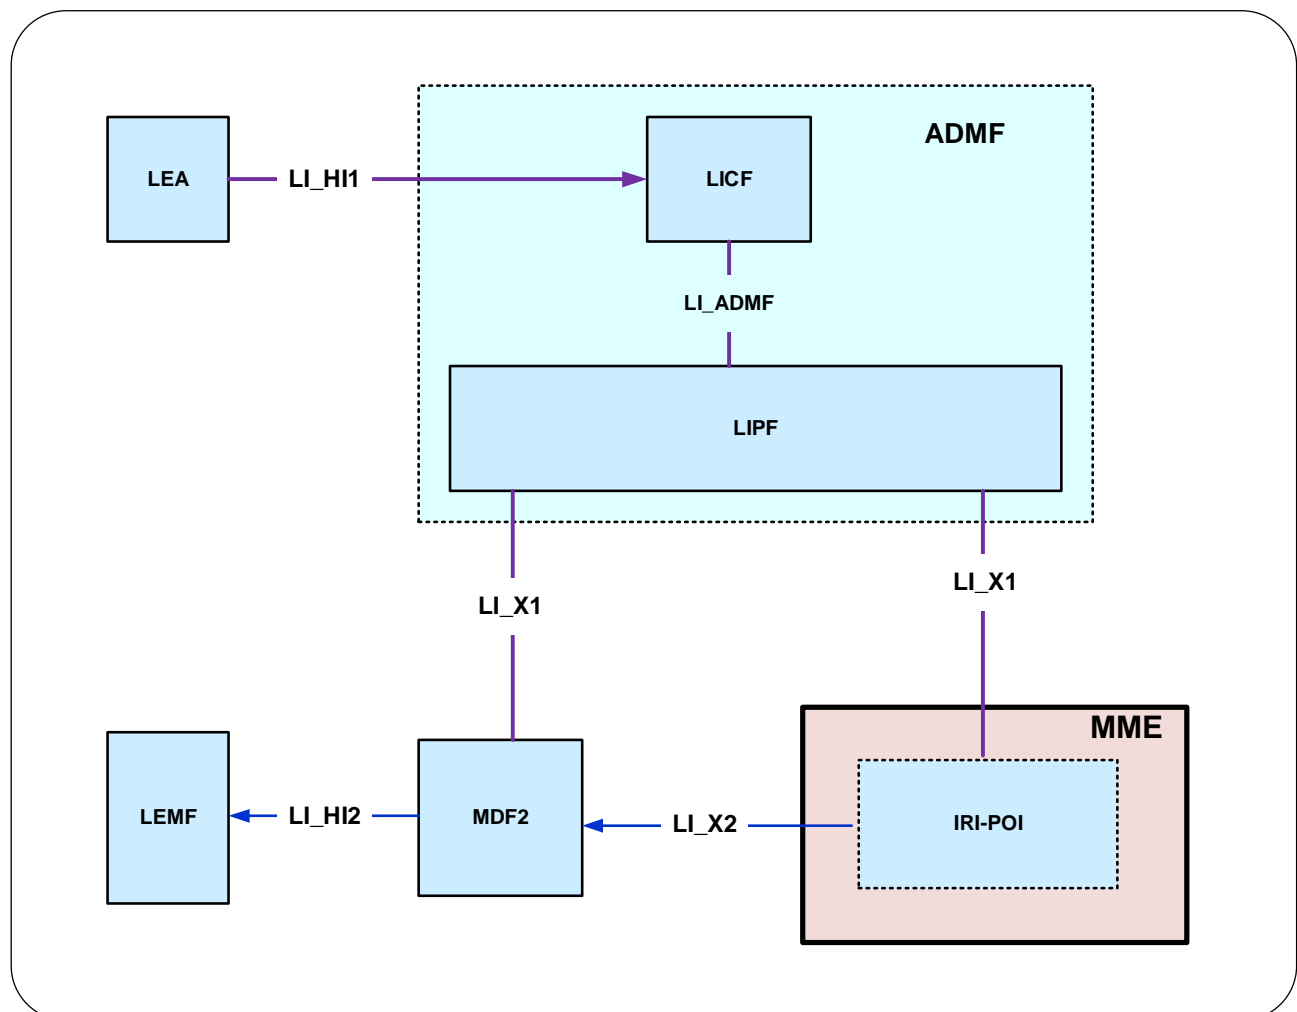 ADMF
LEA
LI_HI1
LICF
LI_ADMF
LIPF
LI_X1
LI_X1
MME
LEMF
LI_HI2
MDF2
LI_X2
IRI-POI